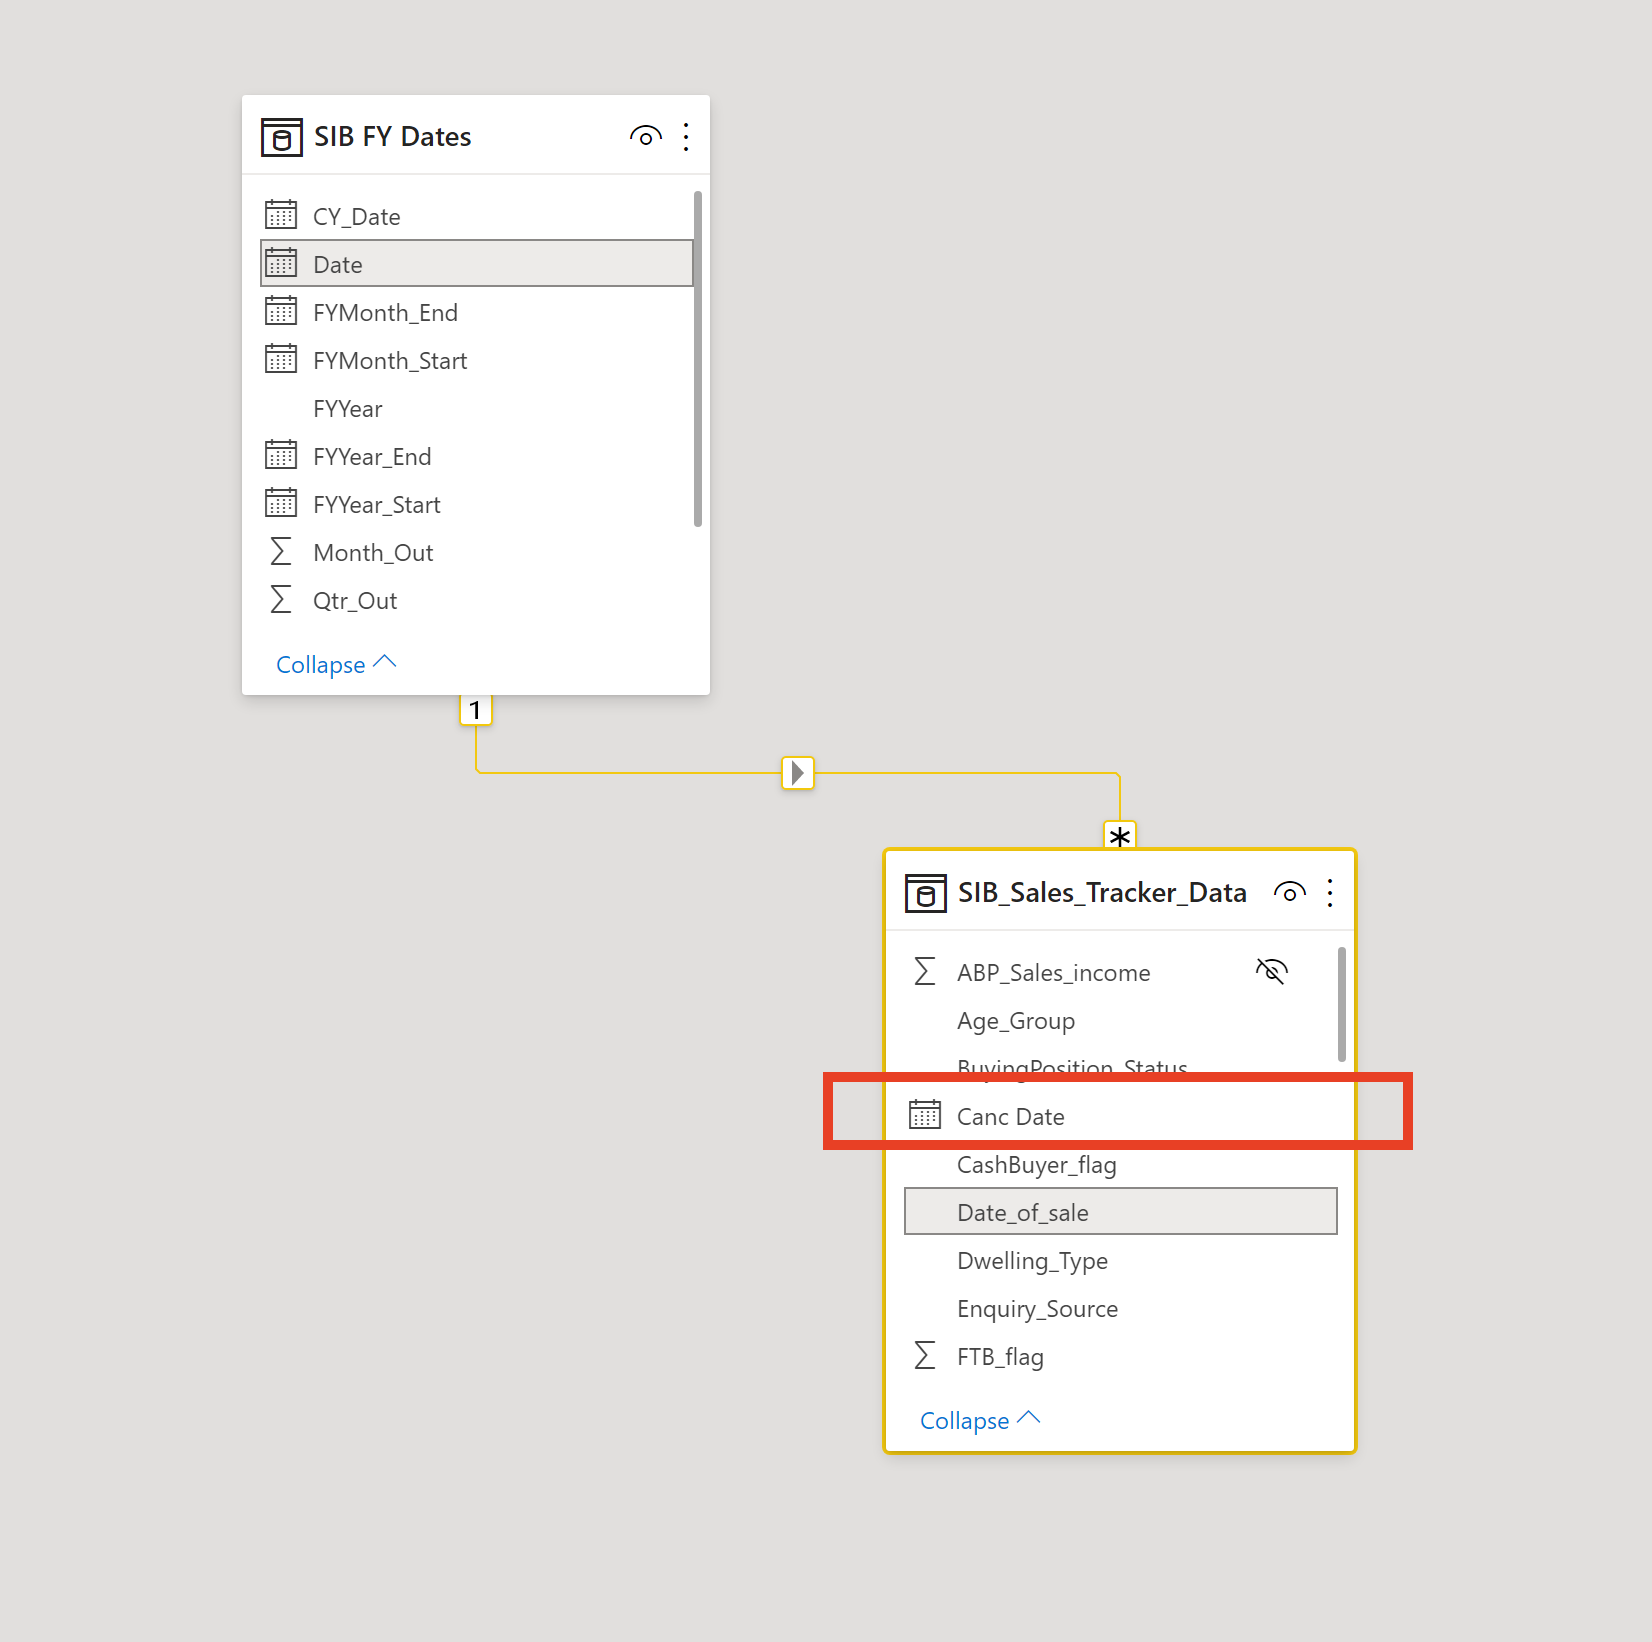 SIB FY Dates
CY_Date
Date
FYMonth_End
FYMonth_Start
FYYear
FYYear_End
FYYear_Start
Month_Out
Qtr_Out
Collapse
1
*
SIB_Sales_Tracker_Data
ABP_Sales_income
Age_Group
BuyingPosition_Status
Canc Date
CashBuyer_flag
Date_of_sale
Dwelling_Type
Enquiry_Source
FTB_flag
Collapse